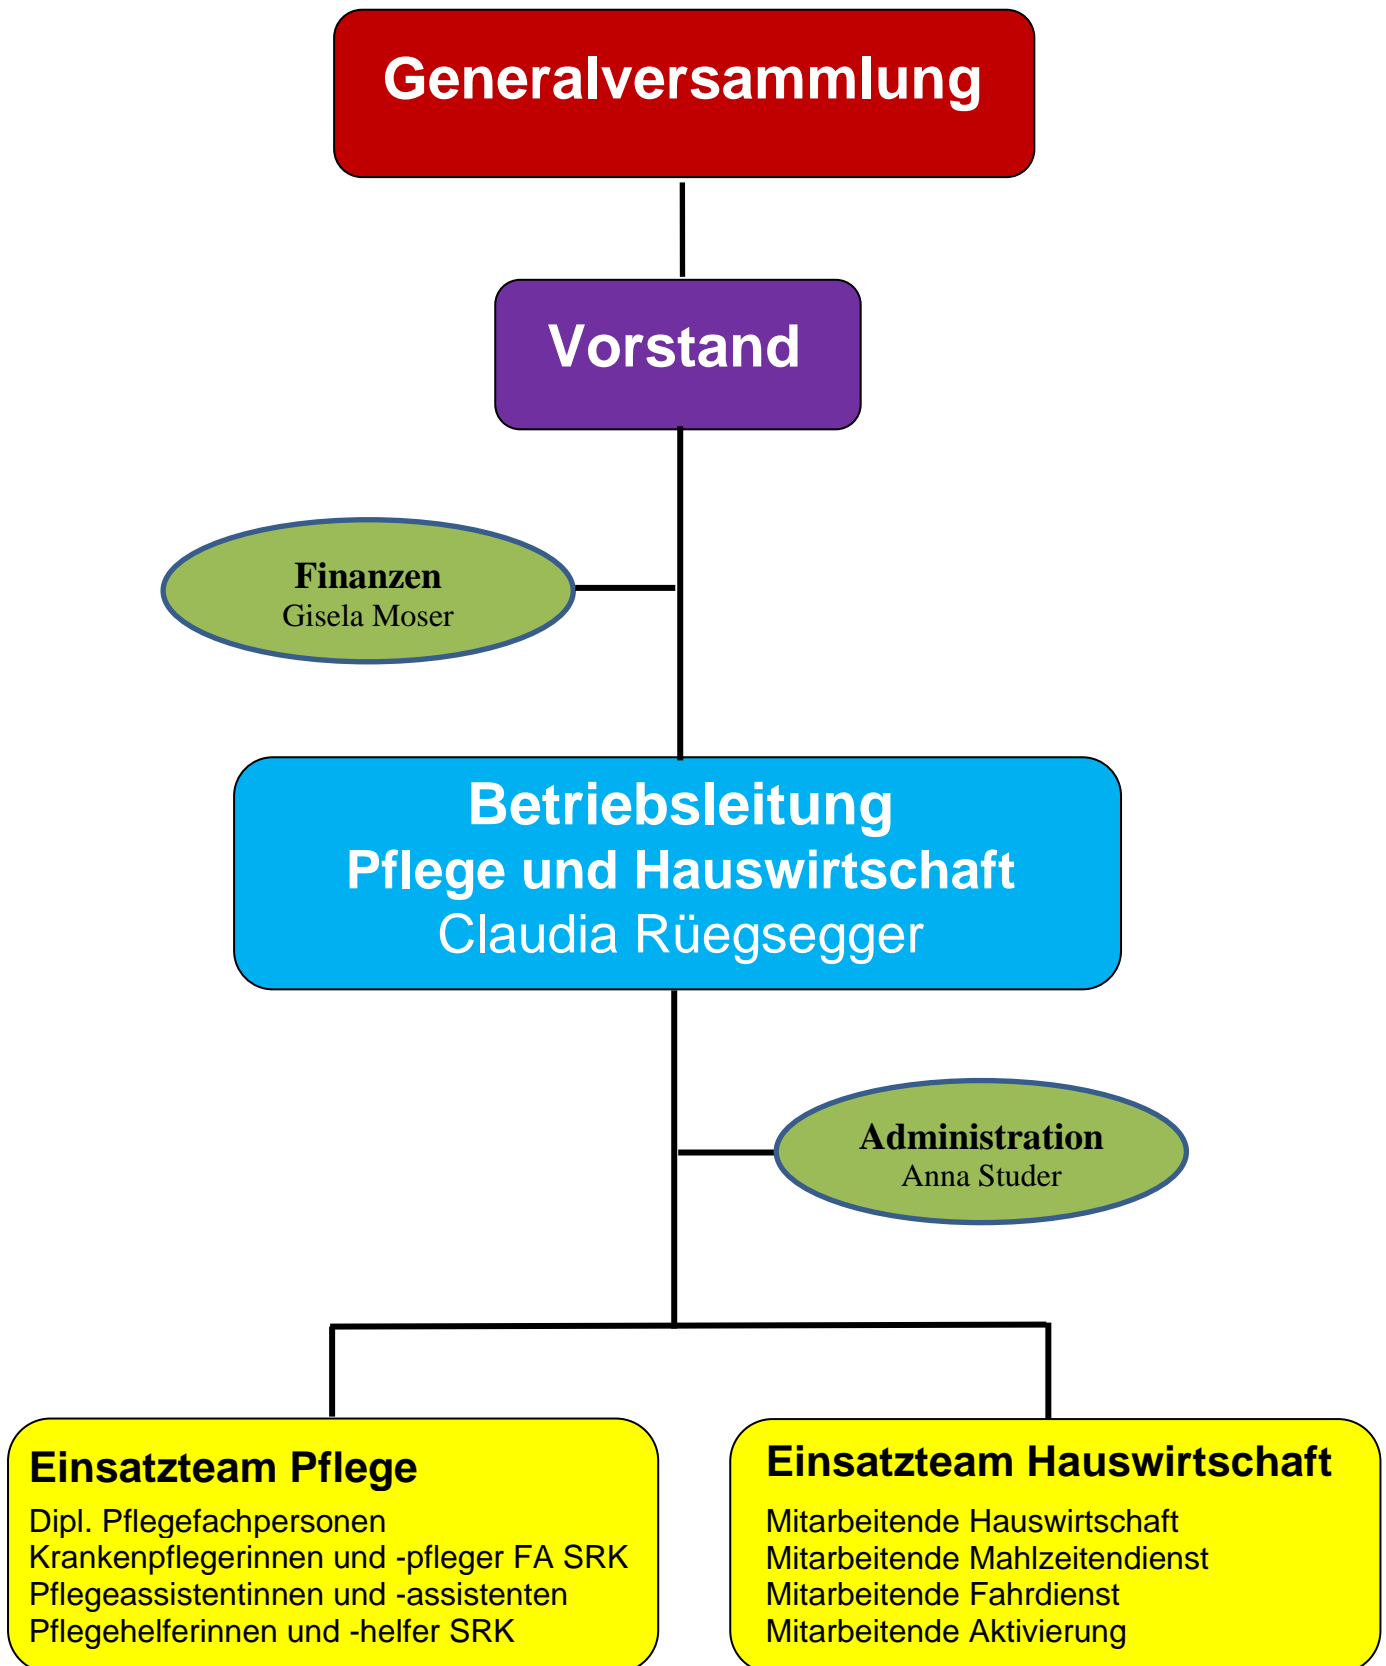 Generalversammlung
Vorstand
Finanzen
Gisela Moser
Betriebsleitung
Pflege und Hauswirtschaft
Claudia Rüegsegger
Administration
Anna Studer
Einsatzteam Pflege
Dipl. Pflegefachpersonen
Krankenpflegerinnen und -pfleger FA SRK
Pflegeassistentinnen und -assistenten
Pflegehelferinnen und -helfer SRK
Einsatzteam Hauswirtschaft
Mitarbeitende Hauswirtschaft
Mitarbeitende Mahlzeitendienst
Mitarbeitende Fahrdienst
Mitarbeitende Aktivierung